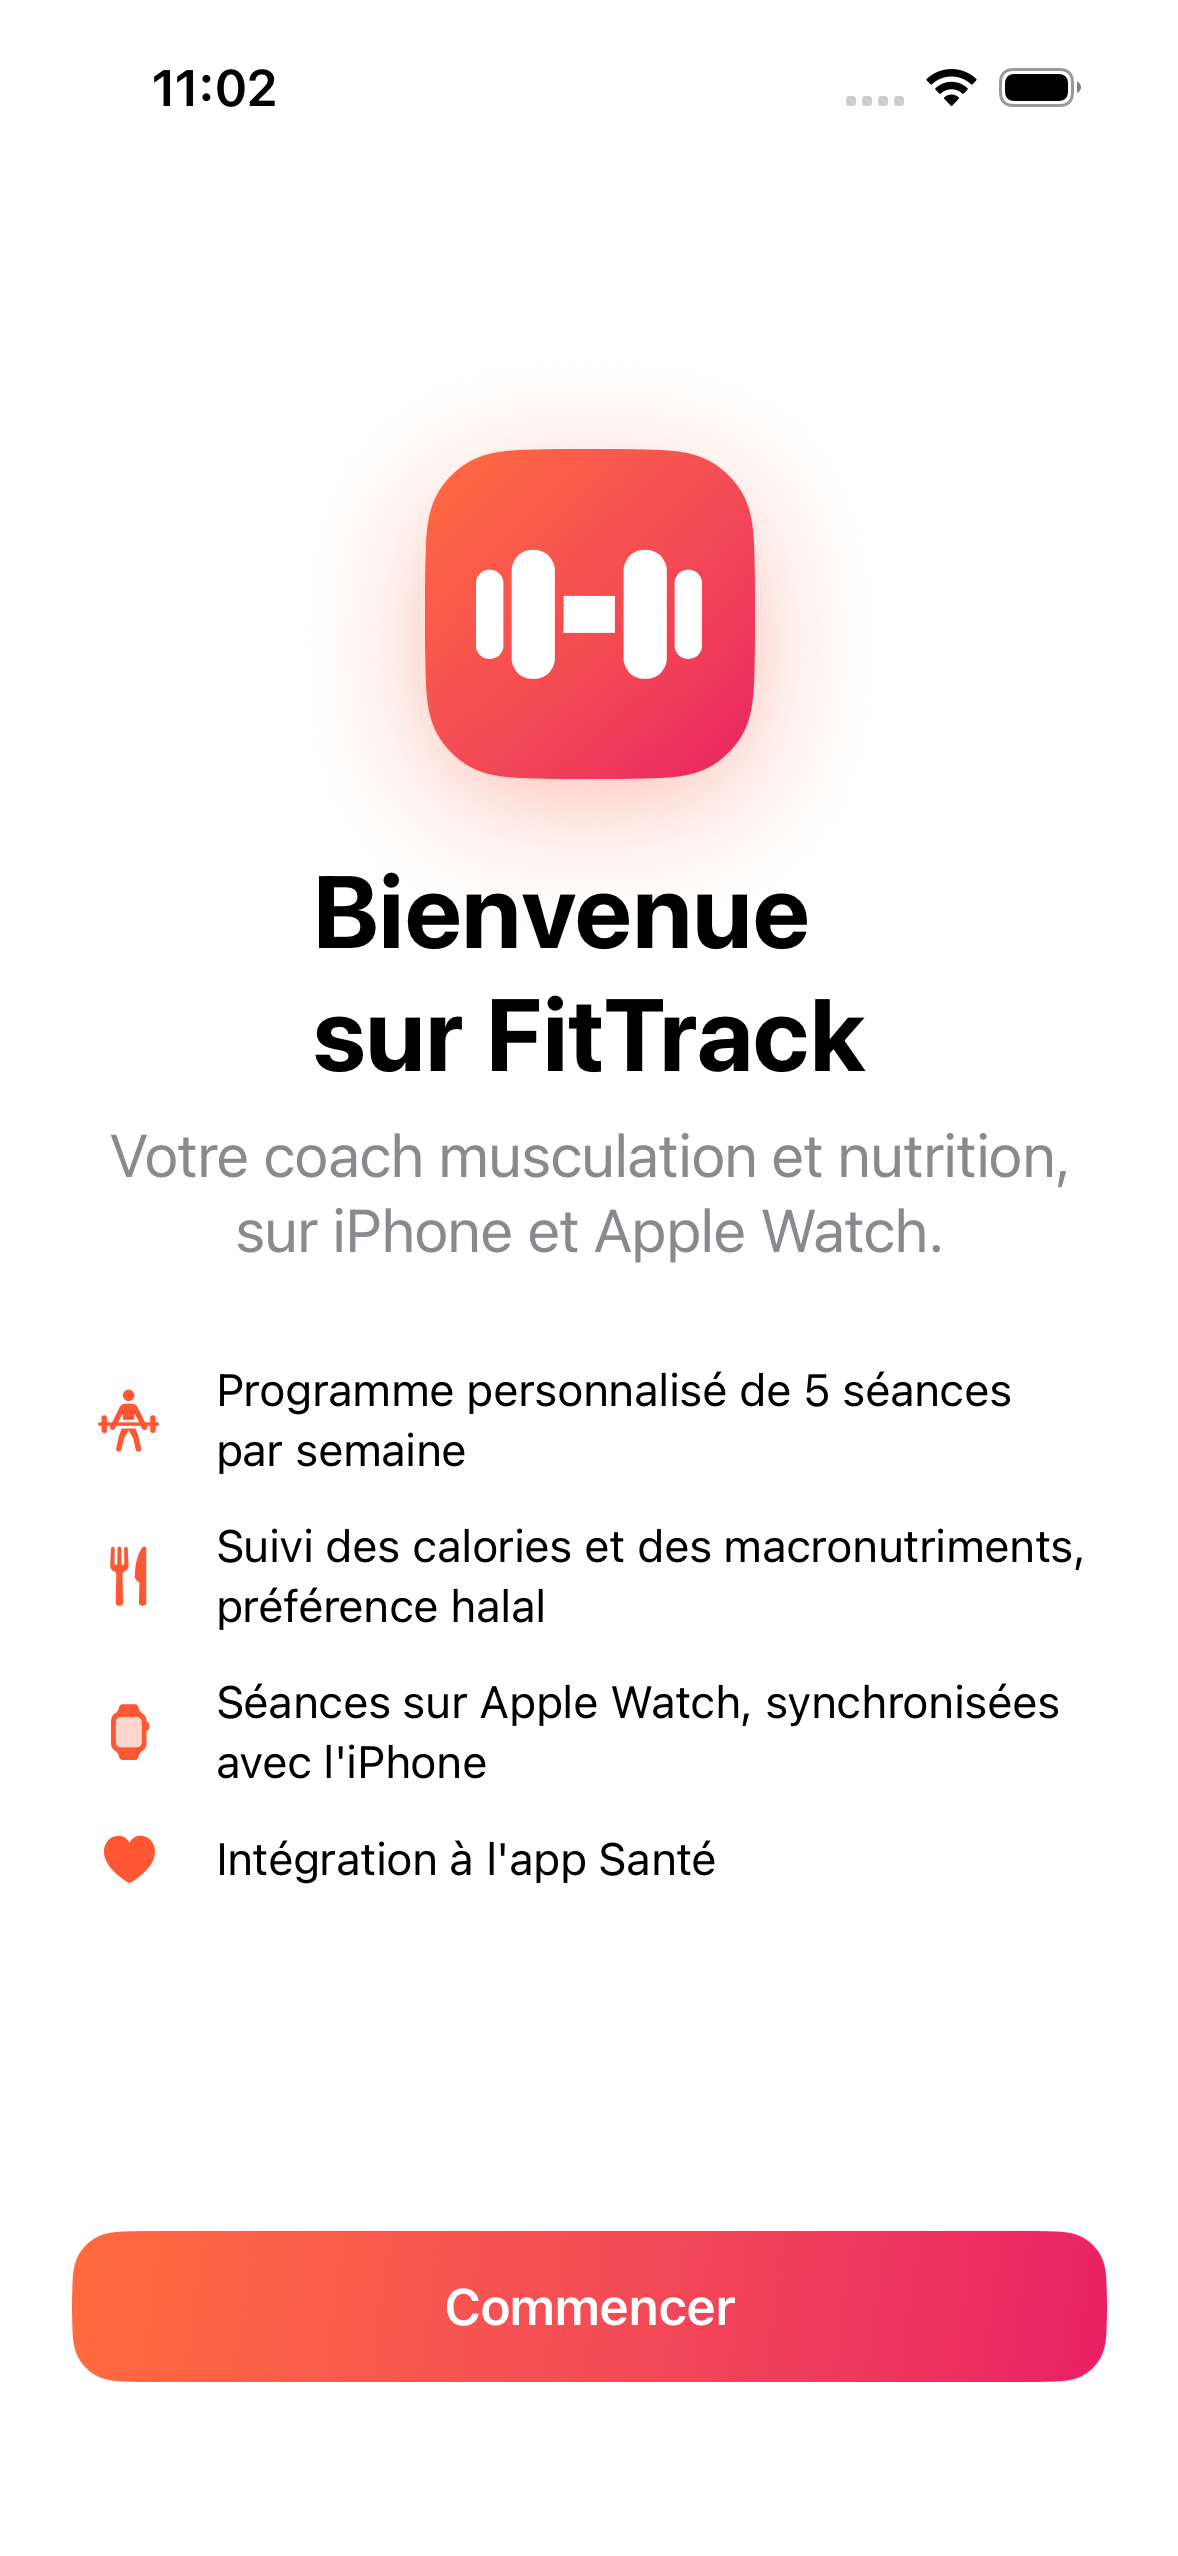 11:02
Bienvenue
sur FitTrack
Votre coach musculation et nutrition,
sur iPhone et Apple Watch.
Programme personnalisé de 5 séances
par semaine
Suivi des calories et des macronutriments,
préférence halal
Séances sur Apple Watch, synchronisées
avec l'iPhone
Intégration à l'app Santé
Commencer